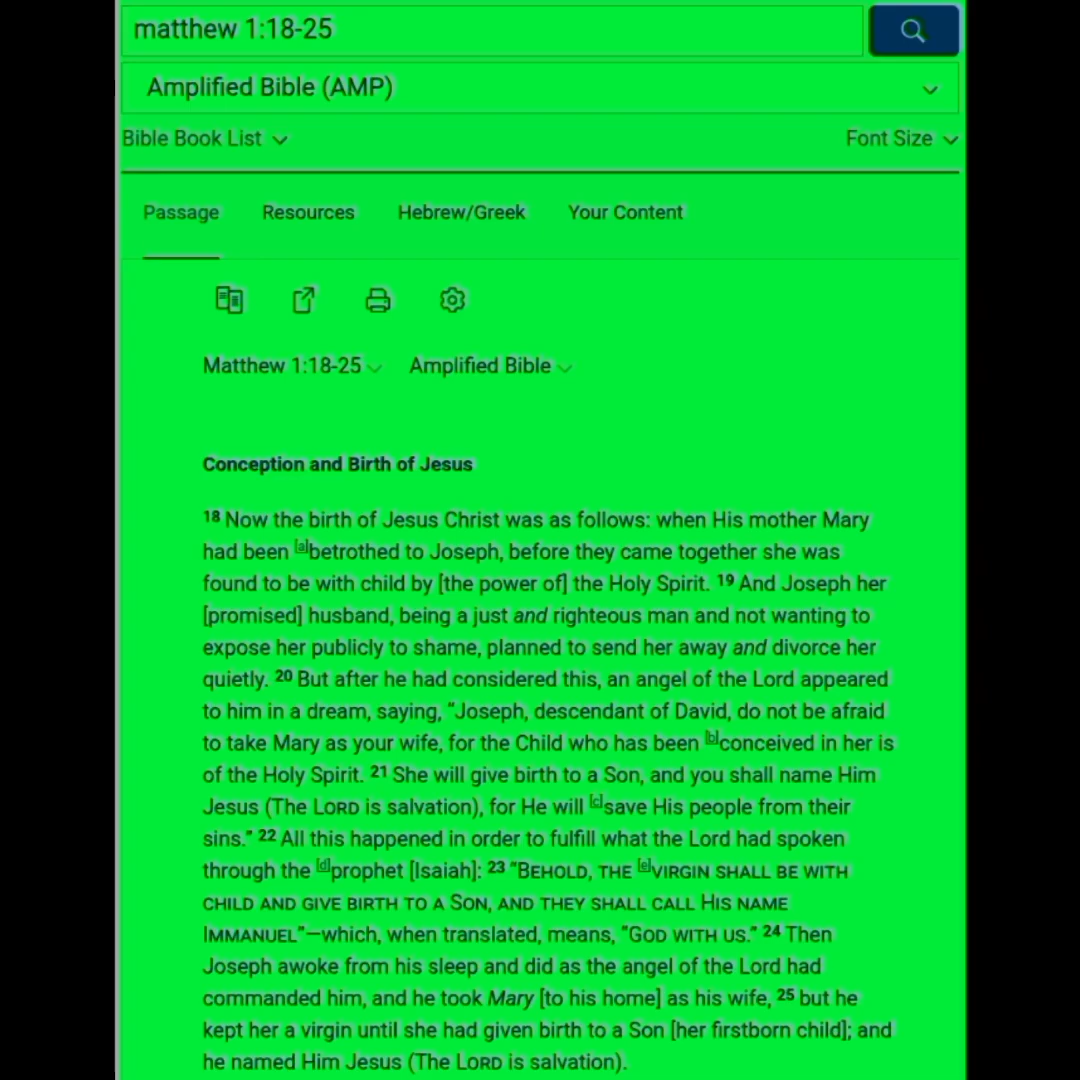 matthew 1:18-25
Amplified Bible (AMP)
Bible Book List
Font Size
Passage Resources Hebrew/Greek Your Content
Matthew 1:18-25 Amplified Bible
Conception and Birth of Jesus
18 Now the birth of Jesus Christ was as follows: when His mother Mary
had been [a]betrothed to Joseph, before they came together she was
found to be with child by [the power of] the Holy Spirit. 19 And Joseph her
[promised] husband, being a just and righteous man and not wanting to
expose her publicly to shame, planned to send her away and divorce her
quietly. 20 But after he had considered this, an angel of the Lord appeared
to him in a dream, saying, “Joseph, descendant of David, do not be afraid
to take Mary as your wife, for the Child who has been [b]conceived in her is
of the Holy Spirit. 21 She will give birth to a Son, and you shall name Him
Jesus (The LORD is salvation), for He will [c]save His people from their
sins.” 22 All this happened in order to fulfill what the Lord had spoken
through the [d]prophet [Isaiah]: 23 “BEHOLD, THE [e]VIRGIN SHALL BE WITH
CHILD AND GIVE BIRTH TO A SON, AND THEY SHALL CALL HIS NAME
IMMANUEL”—which, when translated, means, “GOD WITH US.” 24 Then
Joseph awoke from his sleep and did as the angel of the Lord had
commanded him, and he took Mary [to his home] as his wife, 25 but he
kept her a virgin until she had given birth to a Son [her firstborn child]; and
he named Him Jesus (The LORD is salvation).